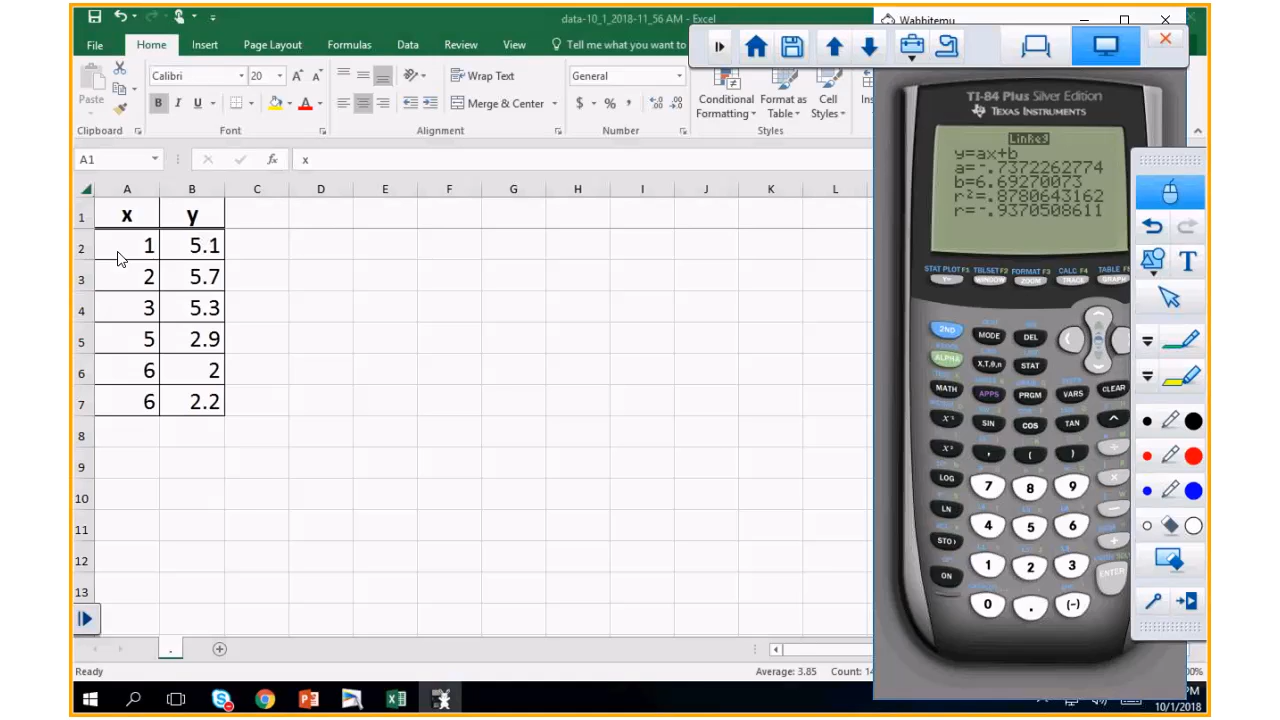 data-10_1_2018-11_56 AM - Excel
Wabbitemu
File Home Insert Page Layout Formulas Data Review View Tell me what you want to
Paste
Calibri 20
B I U
A A
Wrap Text
Merge & Center
General
$ % ,
Conditional Formatting
Format as Table
Cell Styles
Clipboard Font Alignment Number Styles
A1 fx x
A B C D E F G H I J K L
1 x y
2 1 5.1
3 2 5.7
4 3 5.3
5 5 2.9
6 6 2
7 6 2.2
8
9
10
11
12
13
.
Ready
Average: 3.85 Count: 14
TI-84 Plus Silver Edition
TEXAS INSTRUMENTS
LinReg
y=ax+b
a=-.7372262774
b=6.69270073
r²=.8780643162
r=-.9370508611
STAT PLOT F1 TBLSET F2 FORMAT F3 CALC F4 TABLE F5
Y= WINDOW ZOOM TRACE GRAPH
2ND MODE DEL
ALPHA X,T,θ,n STAT
MATH APPS PRGM VARS CLEAR
SIN COS TAN ^
, ( )
LOG 7 8 9
LN 4 5 6
STO 1 2 3
ON 0 . (-)
ENTER
T
10/1/2018